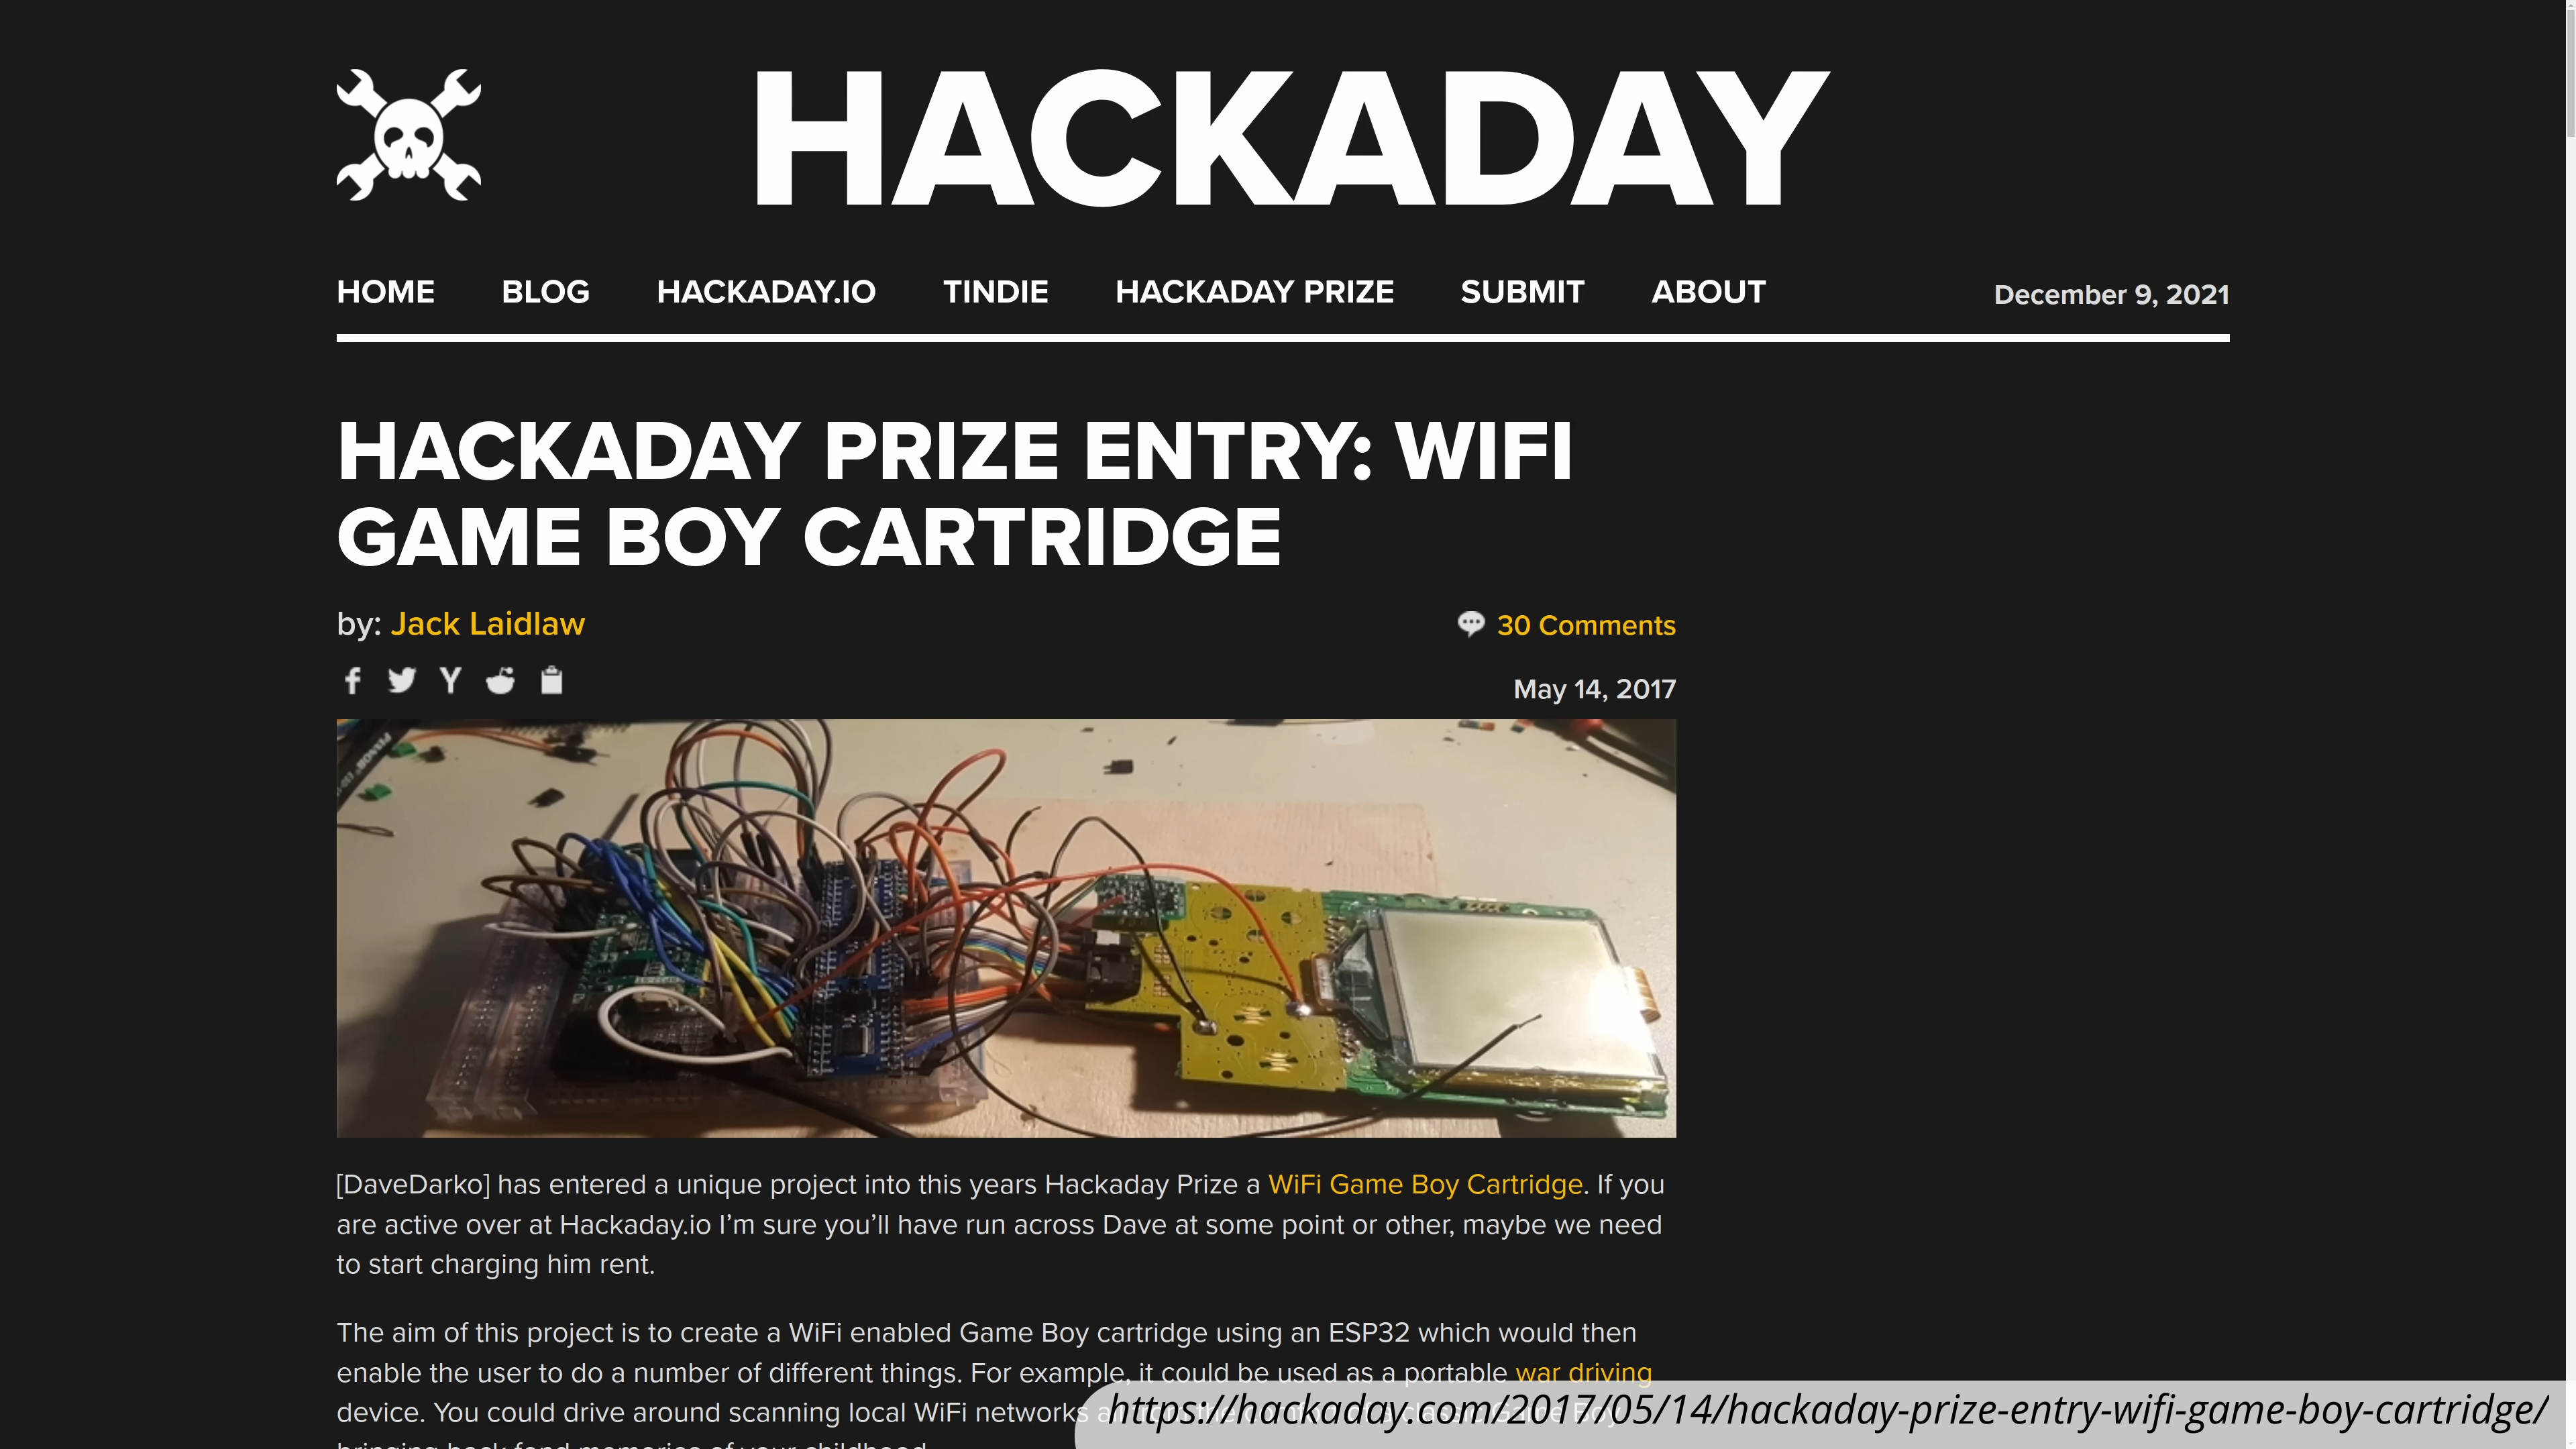 HACKADAY
HOME BLOG HACKADAY.IO TINDIE HACKADAY PRIZE SUBMIT ABOUT December 9, 2021
HACKADAY PRIZE ENTRY: WIFI
GAME BOY CARTRIDGE
by: Jack Laidlaw 30 Comments
May 14, 2017
[DaveDarko] has entered a unique project into this years Hackaday Prize a WiFi Game Boy Cartridge. If you
are active over at Hackaday.io I’m sure you’ll have run across Dave at some point or other, maybe we need
to start charging him rent.
The aim of this project is to create a WiFi enabled Game Boy cartridge using an ESP32 which would then
enable the user to do a number of different things. For example, it could be used as a portable war driving
device. You could drive around scanning local WiFi networks
https://hackaday.com/2017/05/14/hackaday-prize-entry-wifi-game-boy-cartridge/